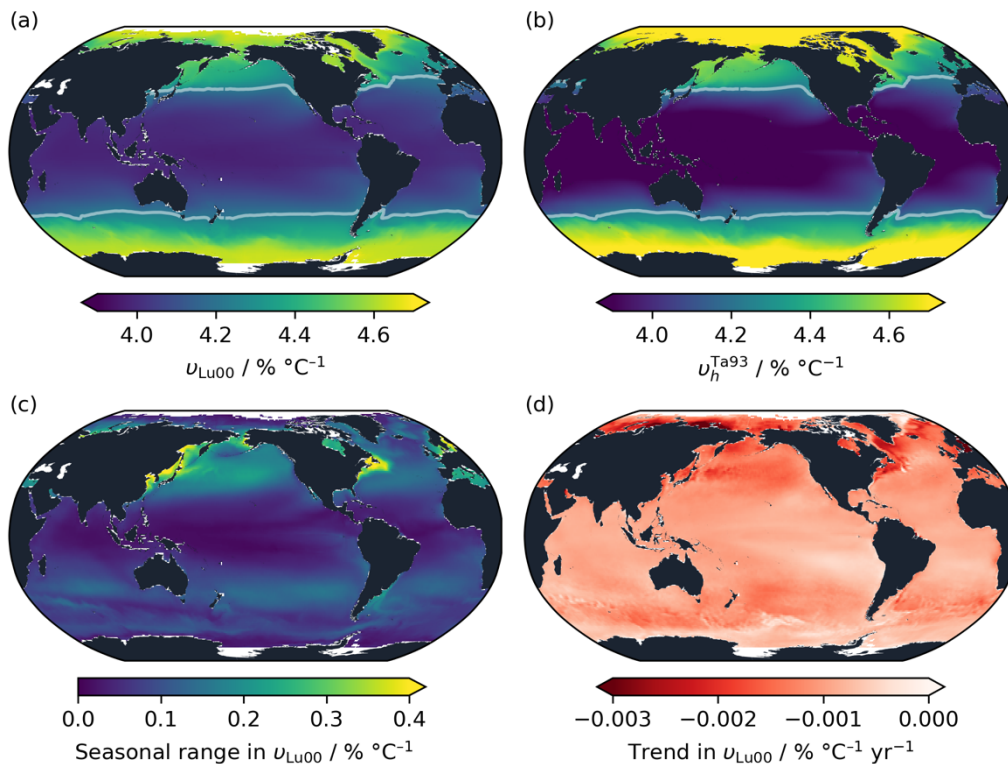 (a)
(b)
4.0 4.2 4.4 4.6
4.0 4.2 4.4 4.6
υLu00 / % °C⁻¹
υhTa93 / % °C⁻¹
(c)
(d)
0.0 0.1 0.2 0.3 0.4
−0.003 −0.002 −0.001 0.000
Seasonal range in υLu00 / % °C⁻¹
Trend in υLu00 / % °C⁻¹ yr⁻¹